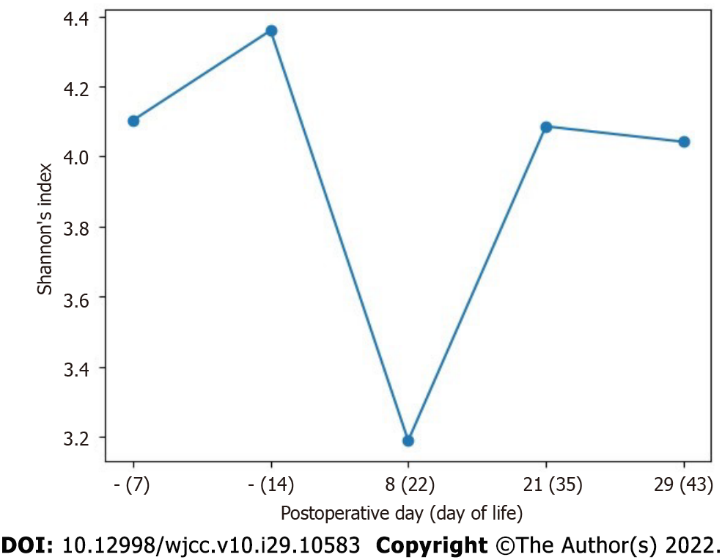 4.4
4.2
4.0
3.8
3.6
3.4
3.2
Shannon's index
- (7) - (14) 8 (22) 21 (35) 29 (43)
Postoperative day (day of life)
DOI: 10.12998/wjcc.v10.i29.10583 Copyright ©The Author(s) 2022.